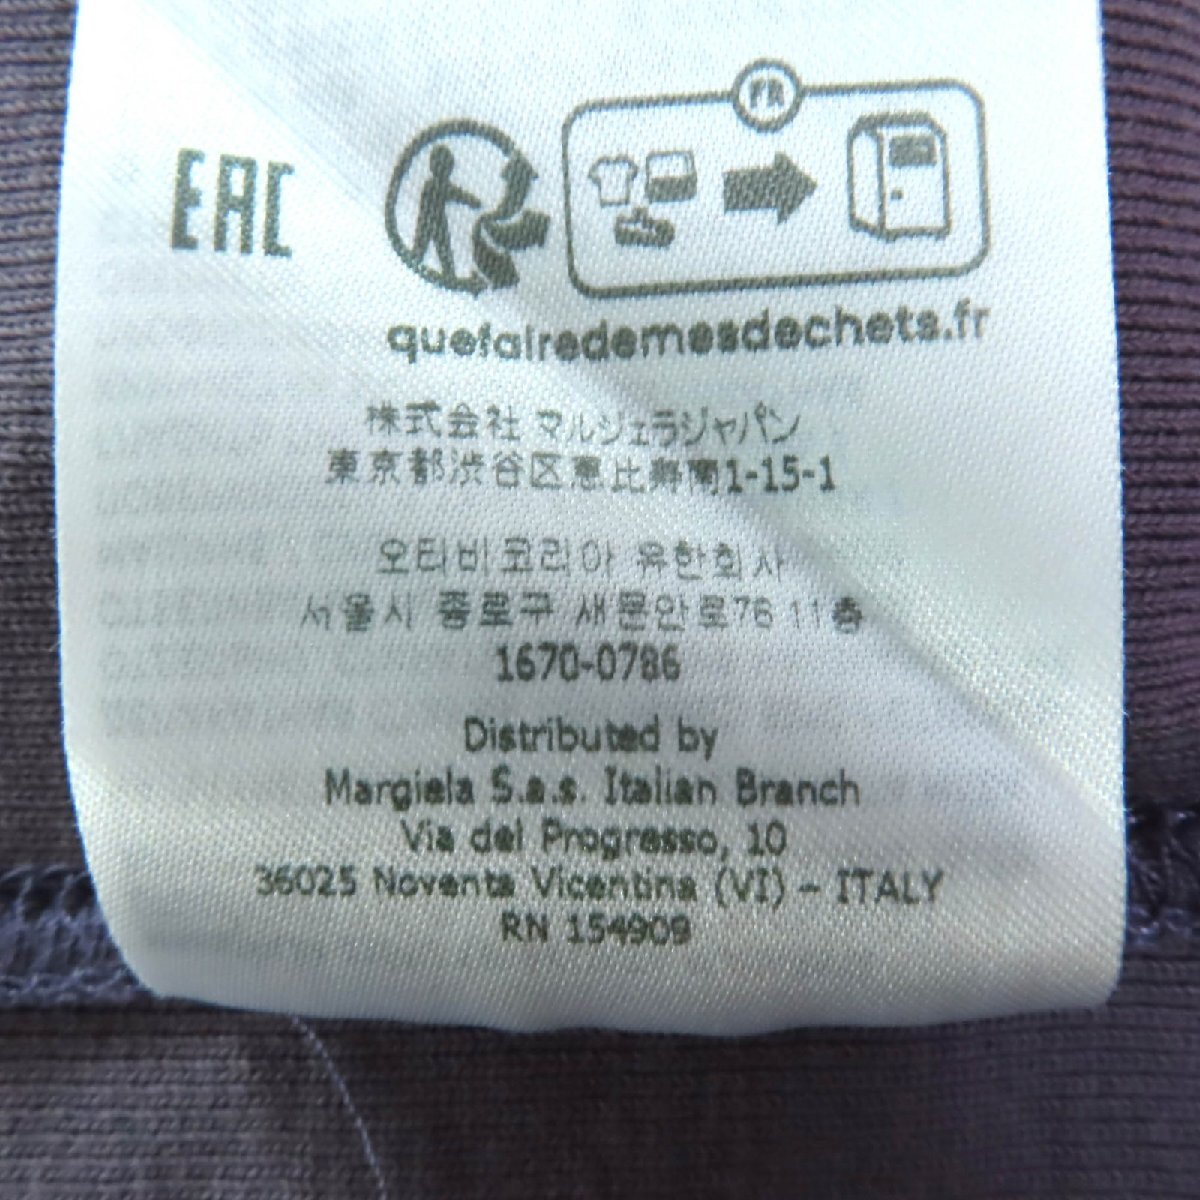 EAC
FR
quefairedemesdechets.fr
株式会社 マルジェラジャパン
東京都渋谷区恵比寿南1-15-1
오티비코리아 유한회사
서울시 종로구 새문안로76 11층
1670-0786
Distributed by
Margiela S.a.s. Italian Branch
Via del Progresso, 10
36025 Noventa Vicentina (VI) - ITALY
RN 154909